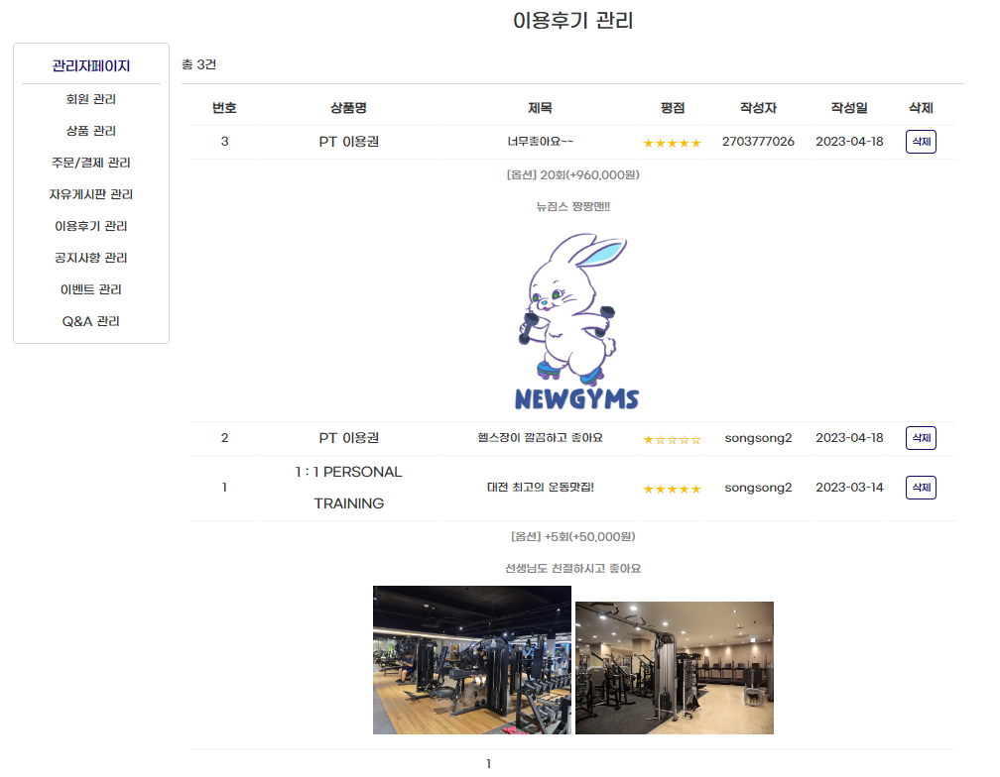 이용후기 관리
관리자페이지
회원 관리
상품 관리
주문/결제 관리
자유게시판 관리
이용후기 관리
공지사항 관리
이벤트 관리
Q&A 관리
총 3건
번호 상품명 제목 평점 작성자 작성일 삭제
3 PT 이용권 너무좋아요~~ ★★★★★ 2703777026 2023-04-18 삭제
[옵션] 20회(+960,000원)
뉴짐스 짱짱맨!!
NEWGYMS
2 PT 이용권 헬스장이 깔끔하고 좋아요 ★☆☆☆☆ songsong2 2023-04-18 삭제
1 1 : 1 PERSONAL TRAINING 대전 최고의 운동맛집! ★★★★★ songsong2 2023-03-14 삭제
[옵션] +5회(+50,000원)
선생님도 친절하시고 좋아요
1